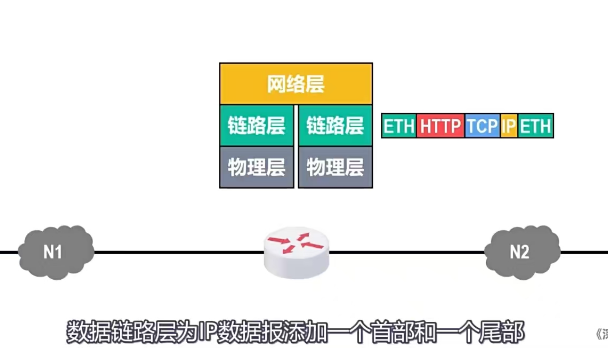 网络层
链路层 链路层
ETH HTTP TCP IP ETH
物理层 物理层
N1
N2
数据链路层为IP数据报添加一个首部和一个尾部